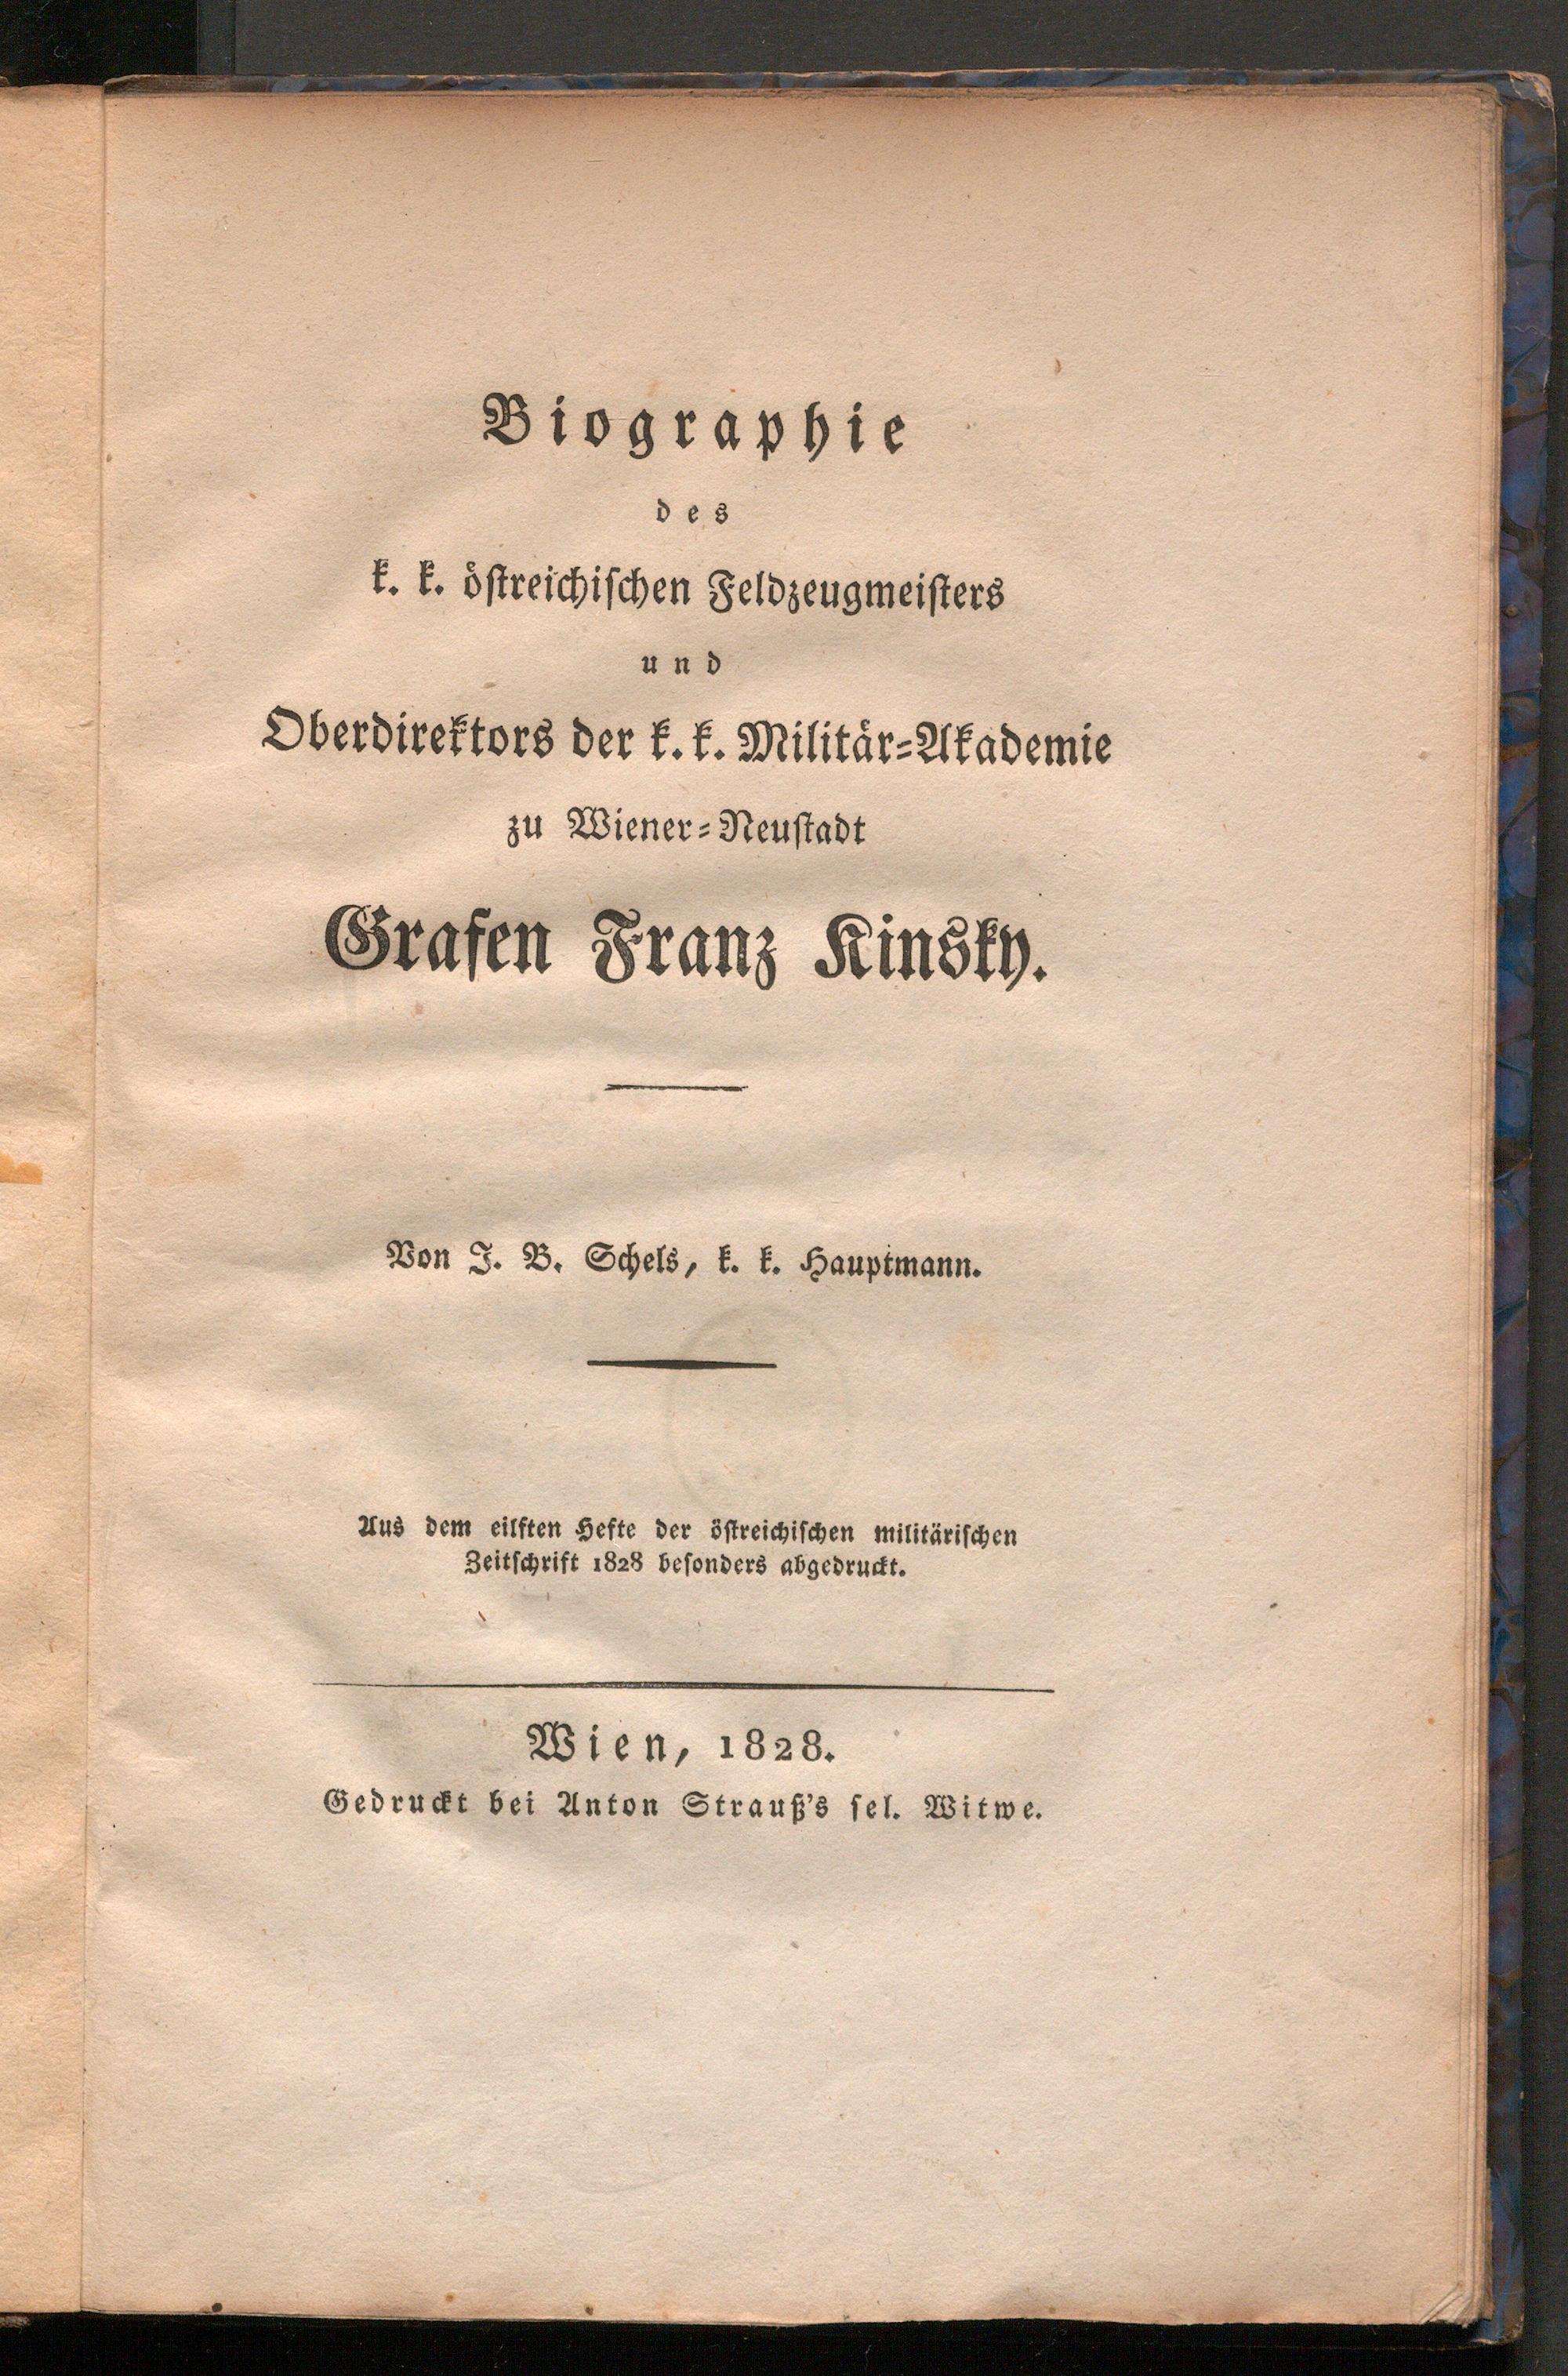 Biographie
des
k. k. östreichischen Feldzeugmeisters
und
Oberdirektors der k. k. Militär-Akademie
zu Wiener-Neustadt
Grafen Franz Kinsky.
Von J. B. Schels, k. k. Hauptmann.
Aus dem eilften Hefte der östreichischen militärischen
Zeitschrift 1828 besonders abgedruckt.
Wien, 1828.
Gedruckt bei Anton Strauß's sel. Witwe.